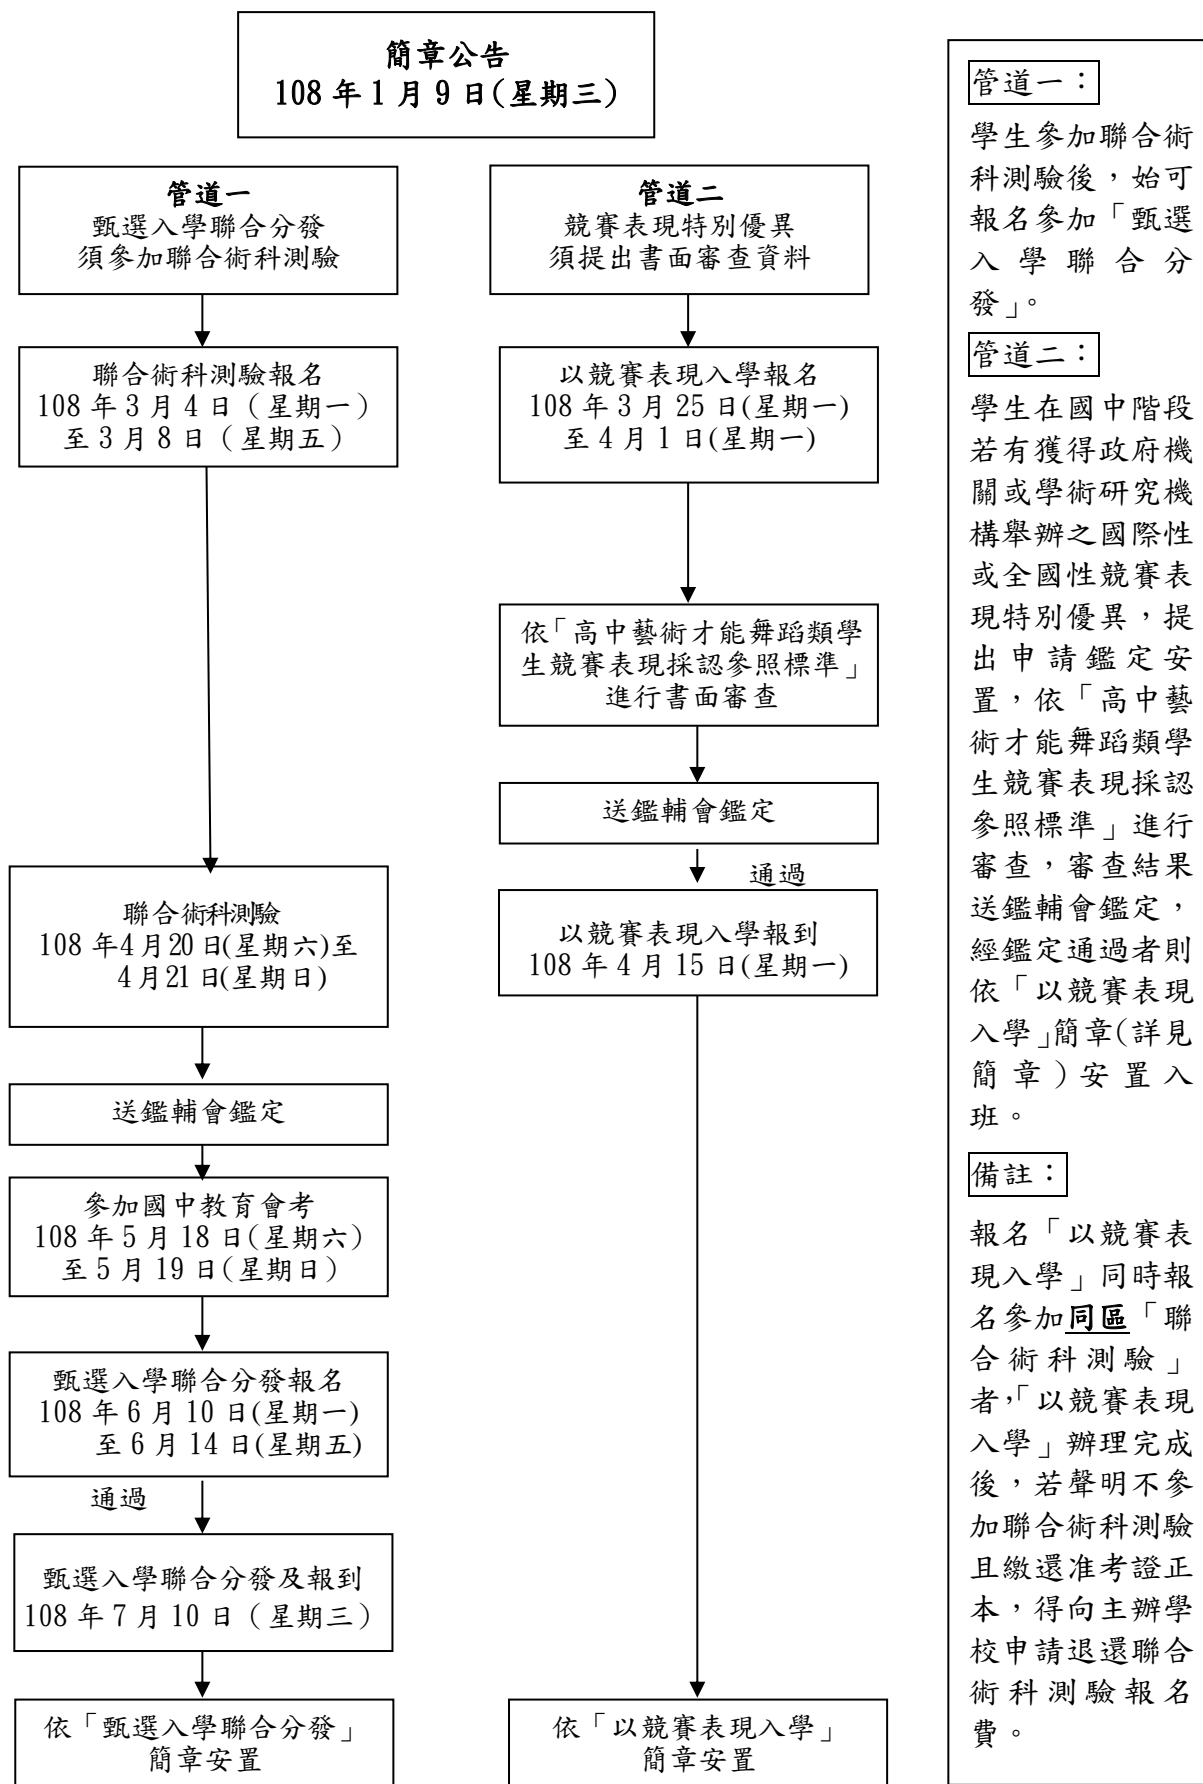 簡章公告
108 年 1 月 9 日(星期三)
管道一
甄選入學聯合分發
須參加聯合術科測驗
聯合術科測驗報名
108 年 3 月 4 日（星期一）
至 3 月 8 日（星期五）
聯合術科測驗
108 年4月20日(星期六)至
4月21日(星期日)
送鑑輔會鑑定
參加國中教育會考
108 年 5 月 18 日(星期六)
至 5 月 19 日(星期日)
甄選入學聯合分發報名
108 年 6 月 10 日(星期一)
至 6 月 14 日(星期五)
通過
甄選入學聯合分發及報到
108 年 7 月 10 日（星期三）
依「甄選入學聯合分發」
簡章安置
管道二
競賽表現特別優異
須提出書面審查資料
以競賽表現入學報名
108 年 3 月 25 日(星期一)
至 4 月 1 日(星期一)
依「高中藝術才能舞蹈類學
生競賽表現採認參照標準」
進行書面審查
送鑑輔會鑑定
通過
以競賽表現入學報到
108 年 4 月 15 日(星期一)
依「以競賽表現入學」
簡章安置
管道一：
學生參加聯合術
科測驗後，始可
報名參加「甄選
入學聯合分
發」。
管道二：
學生在國中階段
若有獲得政府機
關或學術研究機
構舉辦之國際性
或全國性競賽表
現特別優異，提
出申請鑑定安
置，依「高中藝
術才能舞蹈類學
生競賽表現採認
參照標準」進行
審查，審查結果
送鑑輔會鑑定，
經鑑定通過者則
依「以競賽表現
入學」簡章(詳見
簡章)安置入
班。
備註：
報名「以競賽表
現入學」同時報
名參加同區「聯
合術科測驗」
者，「以競賽表現
入學」辦理完成
後，若聲明不參
加聯合術科測驗
且繳還准考證正
本，得向主辦學
校申請退還聯合
術科測驗報名
費。